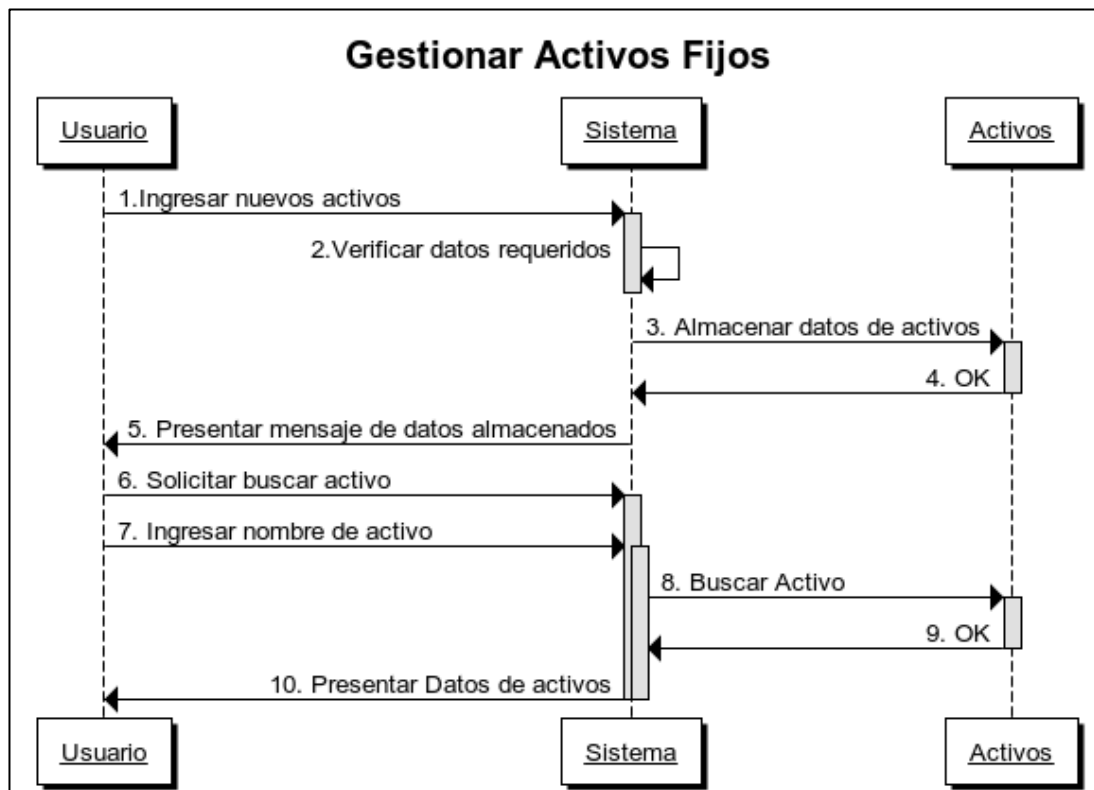 Gestionar Activos Fijos
Usuario
Sistema
Activos
1.Ingresar nuevos activos
2.Verificar datos requeridos
3. Almacenar datos de activos
4. OK
5. Presentar mensaje de datos almacenados
6. Solicitar buscar activo
7. Ingresar nombre de activo
8. Buscar Activo
9. OK
10. Presentar Datos de activos
Usuario
Sistema
Activos